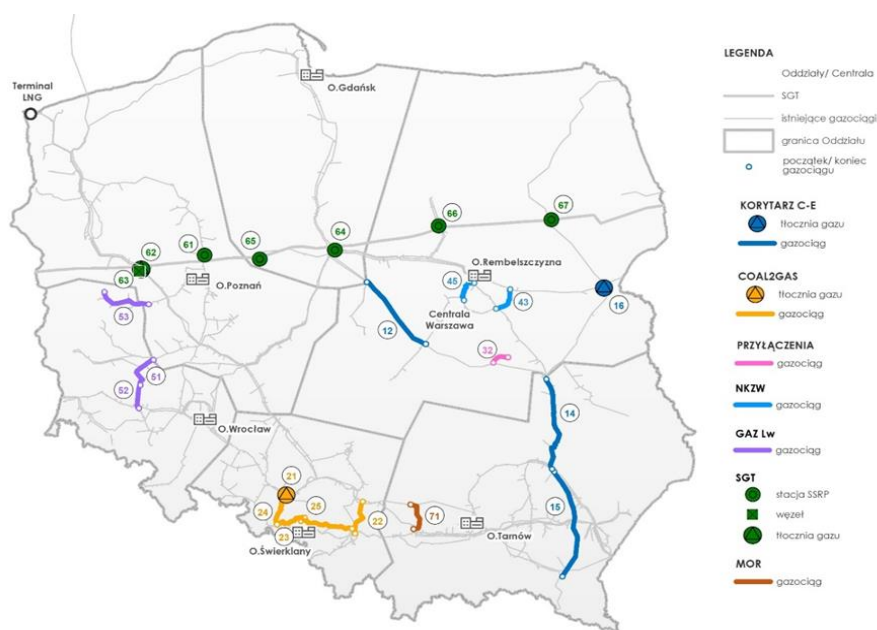 Terminal
LNG
O.Gdańsk
67
66
64
62
61
65
O.Rembelszczyzna
63
O.Poznań
45
43
16
53
Centrala
Warszawa
12
32
51
52
14
O.Wrocław
21
24
25
15
22
71
23
O.Świerklany
O.Tarnów
LEGENDA
Oddziały/ Centrala
SGT
istniejące gazociągi
granica Oddziału
początek/ koniec
gazociągu
KORYTARZ C-E
tłocznia gazu
gazociąg
COAL2GAS
tłocznia gazu
gazociąg
PRZYŁĄCZENIA
gazociąg
NKZW
gazociąg
GAZ Lw
gazociąg
SGT
stacja SSRP
węzeł
tłocznia gazu
MOR
gazociąg